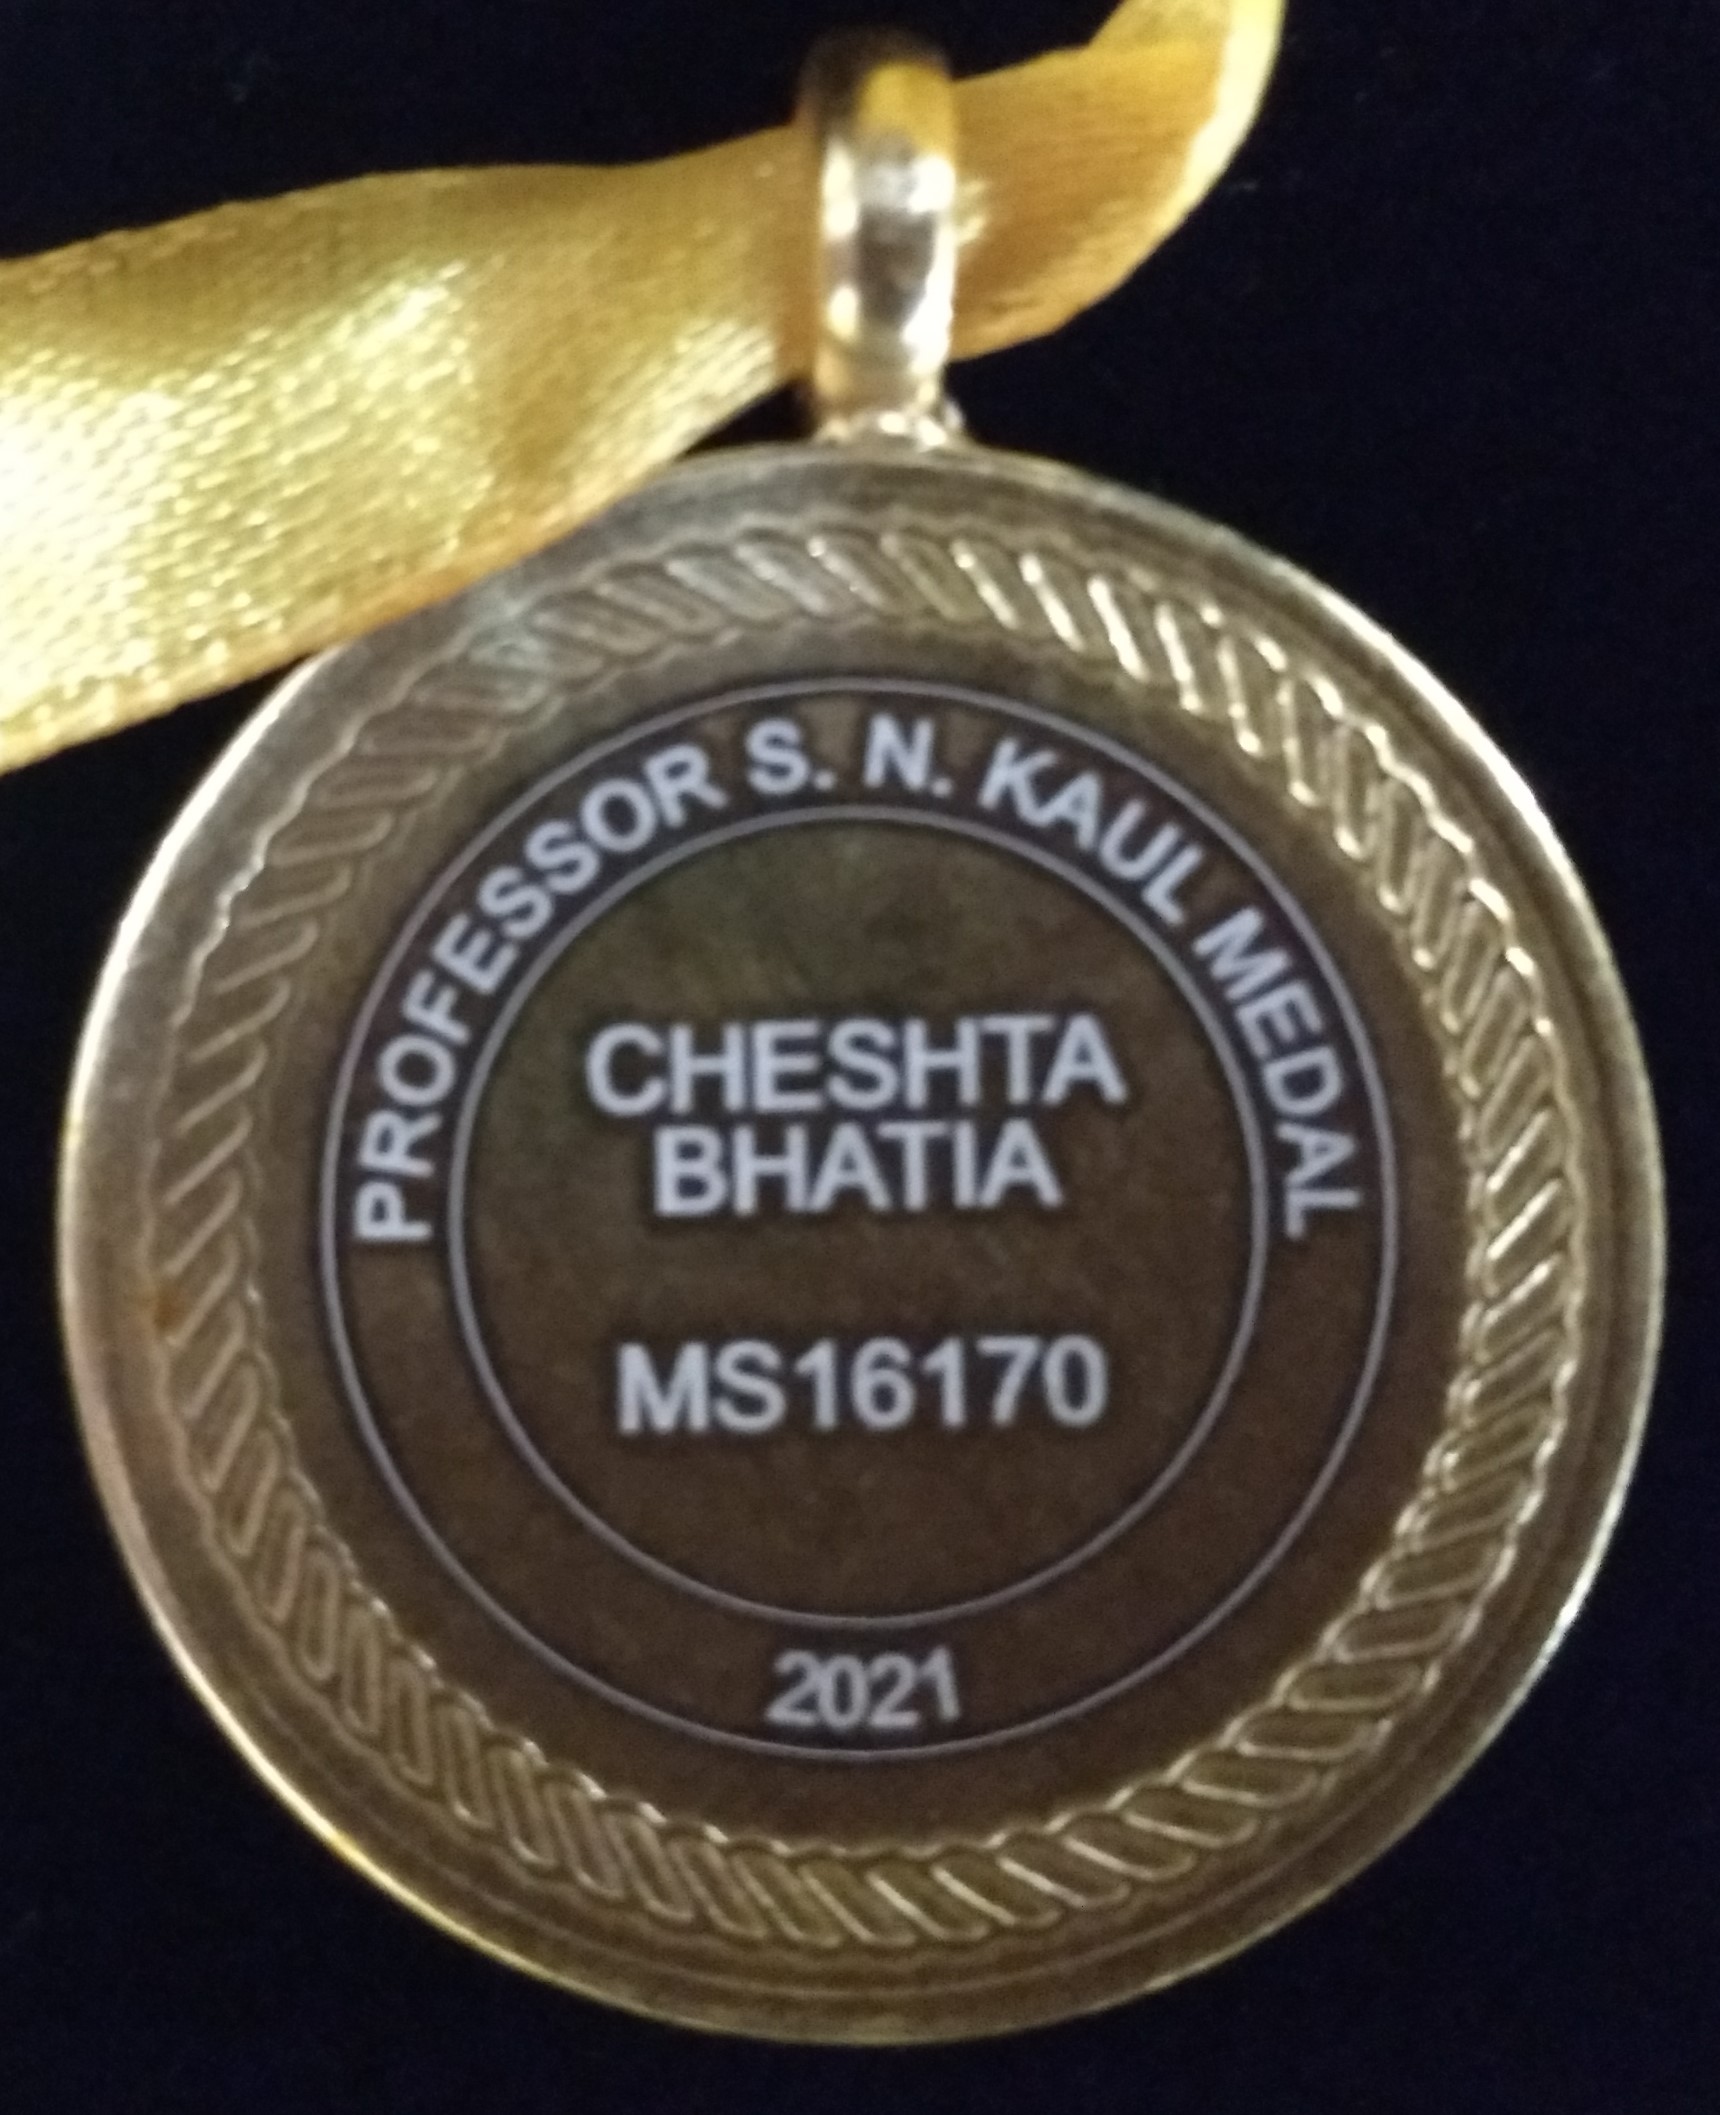 PROFESSOR S. N. KAUL MEDAL
CHESHTA
BHATIA
MS16170
2021